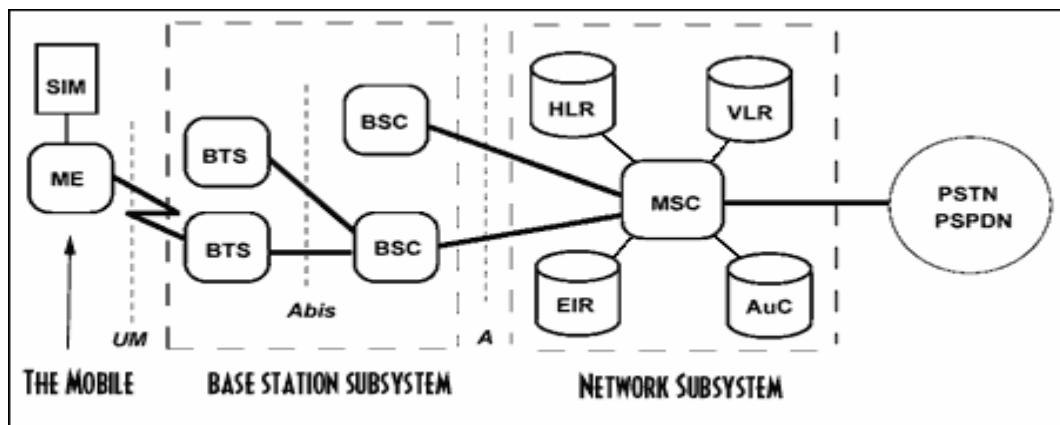 SIM
ME
BTS
BTS
BSC
BSC
HLR
VLR
MSC
EIR
AuC
PSTN
PSPDN
UM
Abis
A
THE MOBILE
BASE STATION SUBSYSTEM
NETWORK SUBSYSTEM